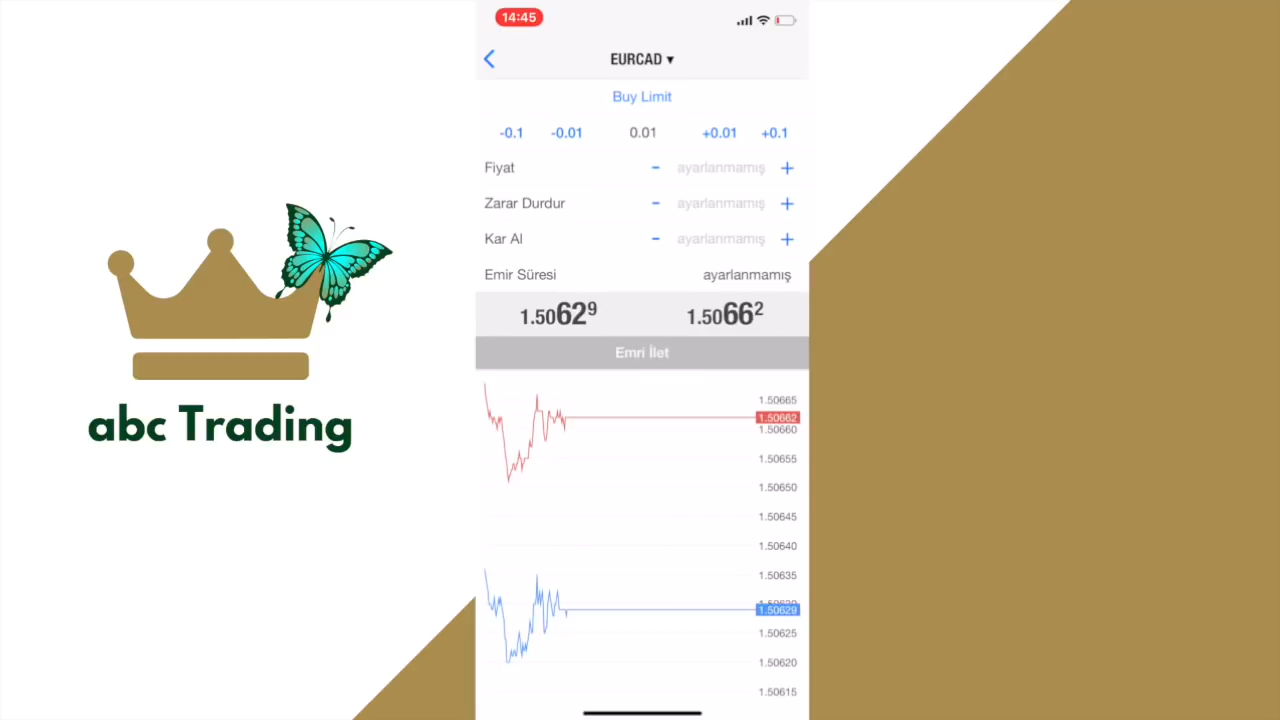 14:45
EURCAD ▾
Buy Limit
-0.1 -0.01 0.01 +0.01 +0.1
Fiyat - ayarlanmamış +
Zarar Durdur - ayarlanmamış +
Kar Al - ayarlanmamış +
Emir Süresi ayarlanmamış
1.50629 1.50662
Emri İlet
abc Trading
1.50665
1.50662
1.50660
1.50655
1.50650
1.50645
1.50640
1.50635
1.50629
1.50625
1.50620
1.50615